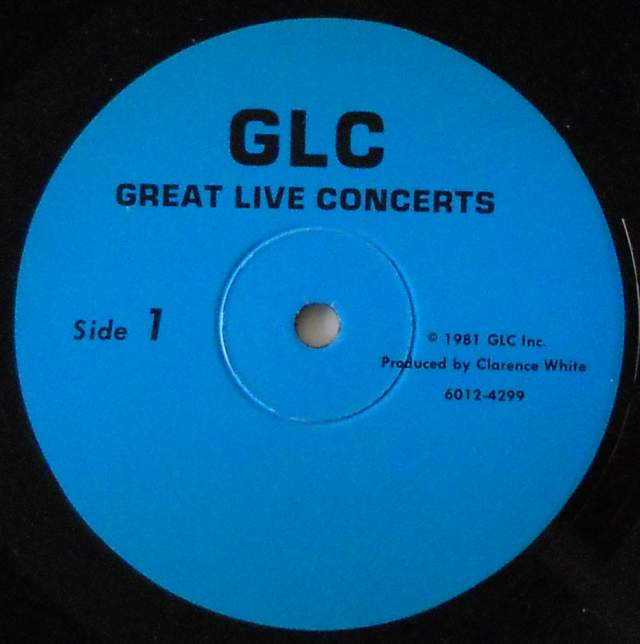 GLC
GREAT LIVE CONCERTS
Side 1
© 1981 GLC Inc.
Produced by Clarence White
6012-4299